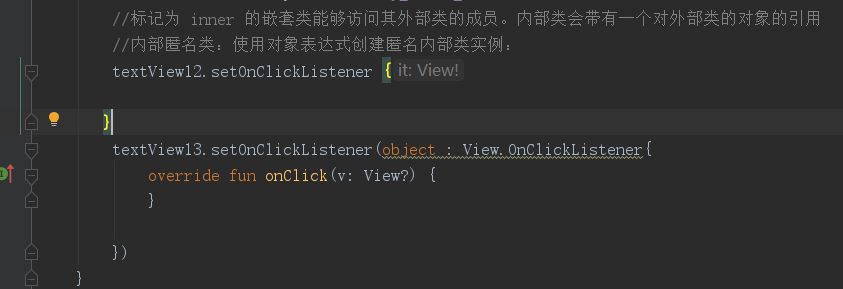 //标记为 inner 的嵌套类能够访问其外部类的成员。内部类会带有一个对外部类的对象的引用
//内部匿名类：使用对象表达式创建匿名内部类实例：
textView12.setOnClickListener { it: View!
}
textView13.setOnClickListener(object : View.OnClickListener{
override fun onClick(v: View?) {
}
})
}